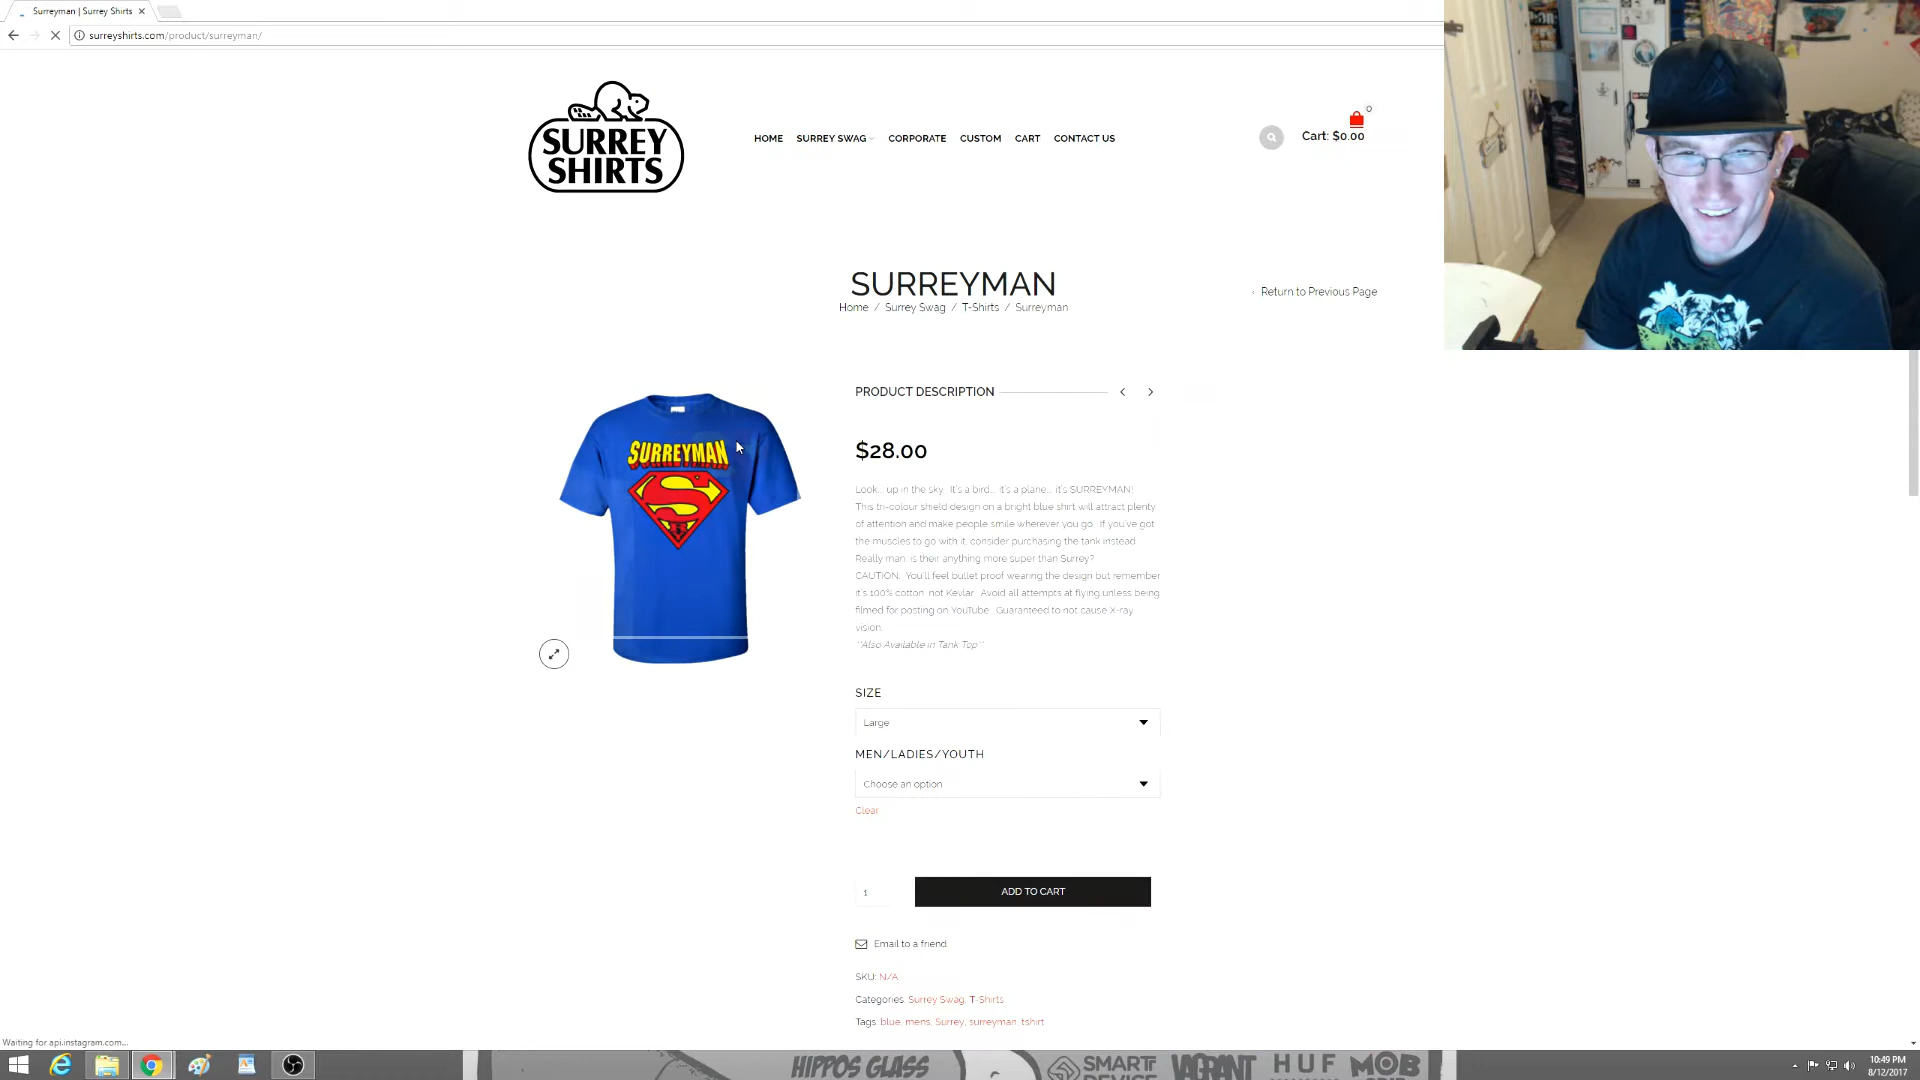 Surreyman | Surrey Shirts
surreyshirts.com/product/surreyman/
SURREY
SHIRTS
HOME
SURREY SWAG
CORPORATE
CUSTOM
CART
CONTACT US
0
Cart: $0.00
SURREYMAN
Home / Surrey Swag / T-Shirts / Surreyman
Return to Previous Page
SURREYMAN
S
PRODUCT DESCRIPTION
$28.00
Look... up in the sky. It's a bird... it's a plane... it's SURREYMAN!
This tri-colour shield design on a bright blue shirt will attract plenty
of attention and make people smile wherever you go. If you've got
the muscles to go with it, consider purchasing the tank instead.
Really man, is their anything more super than Surrey?
CAUTION: You'll feel bullet proof wearing the design but remember
it's 100% cotton, not Kevlar. Avoid all attempts at flying unless being
filmed for posting on YouTube. Guaranteed to not cause X-ray
vision.
**Also Available in Tank Top**
SIZE
Large
MEN/LADIES/YOUTH
Choose an option
Clear
1
ADD TO CART
Email to a friend
SKU: N/A
Categories: Surrey Swag, T-Shirts
Tags: blue, mens, Surrey, surreyman, tshirt
Waiting for api.instagram.com...
HIPPOS GLASS
SMART
DEVICE
VAGRANT
HUF
MOB
GRIP
10:49 PM
8/12/2017